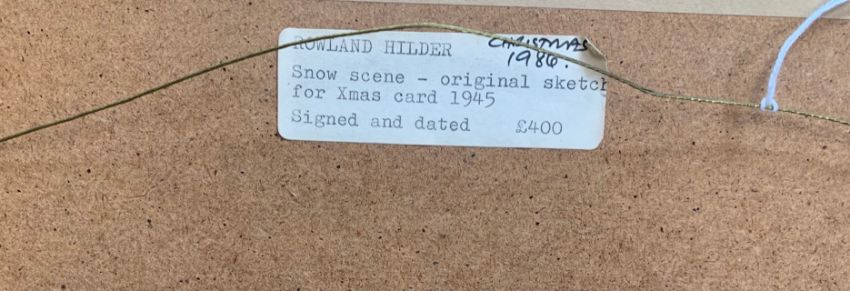 ROWLAND HILDER
CHRISTMAS
1986.
Snow scene - original sketch
for Xmas card 1945
Signed and dated £400